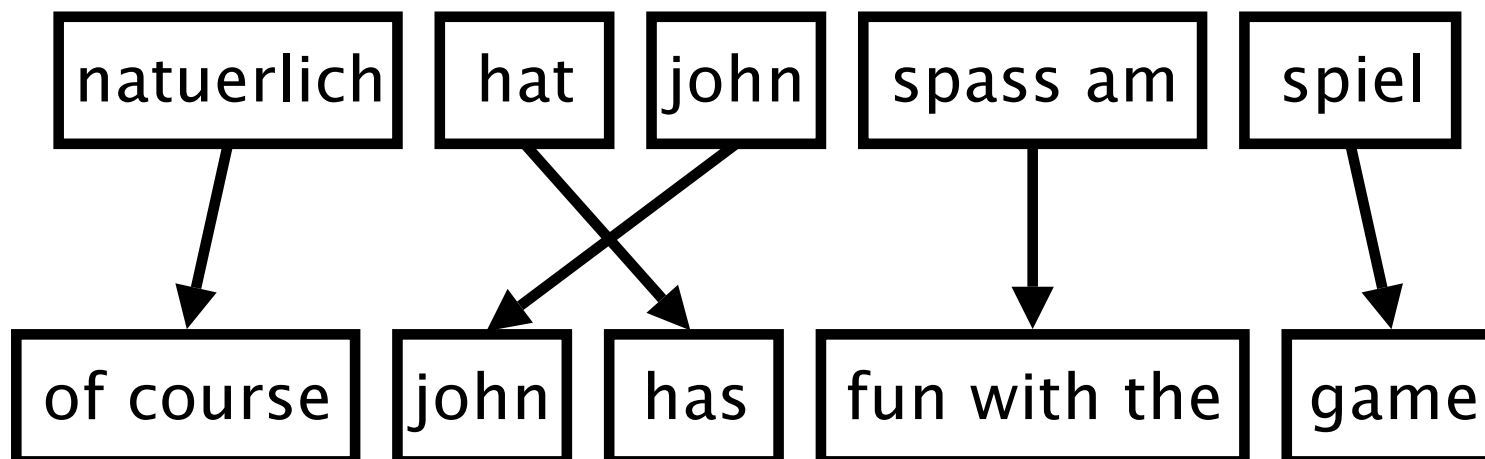 natuerlich hat john spass am spiel
of course john has fun with the game